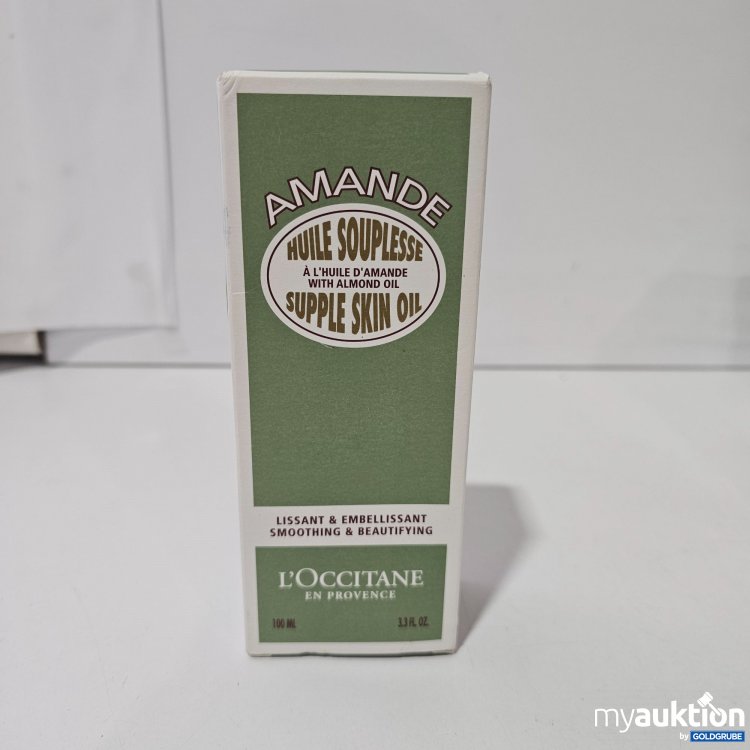 AMANDE
HUILE SOUPLESSE
À L'HUILE D'AMANDE
WITH ALMOND OIL
SUPPLE SKIN OIL
LISSANT & EMBELLISSANT
SMOOTHING & BEAUTIFYING
L'OCCITANE
EN PROVENCE
100 ML 3.3 FL. OZ.
myauktion
by GOLDGRUBE